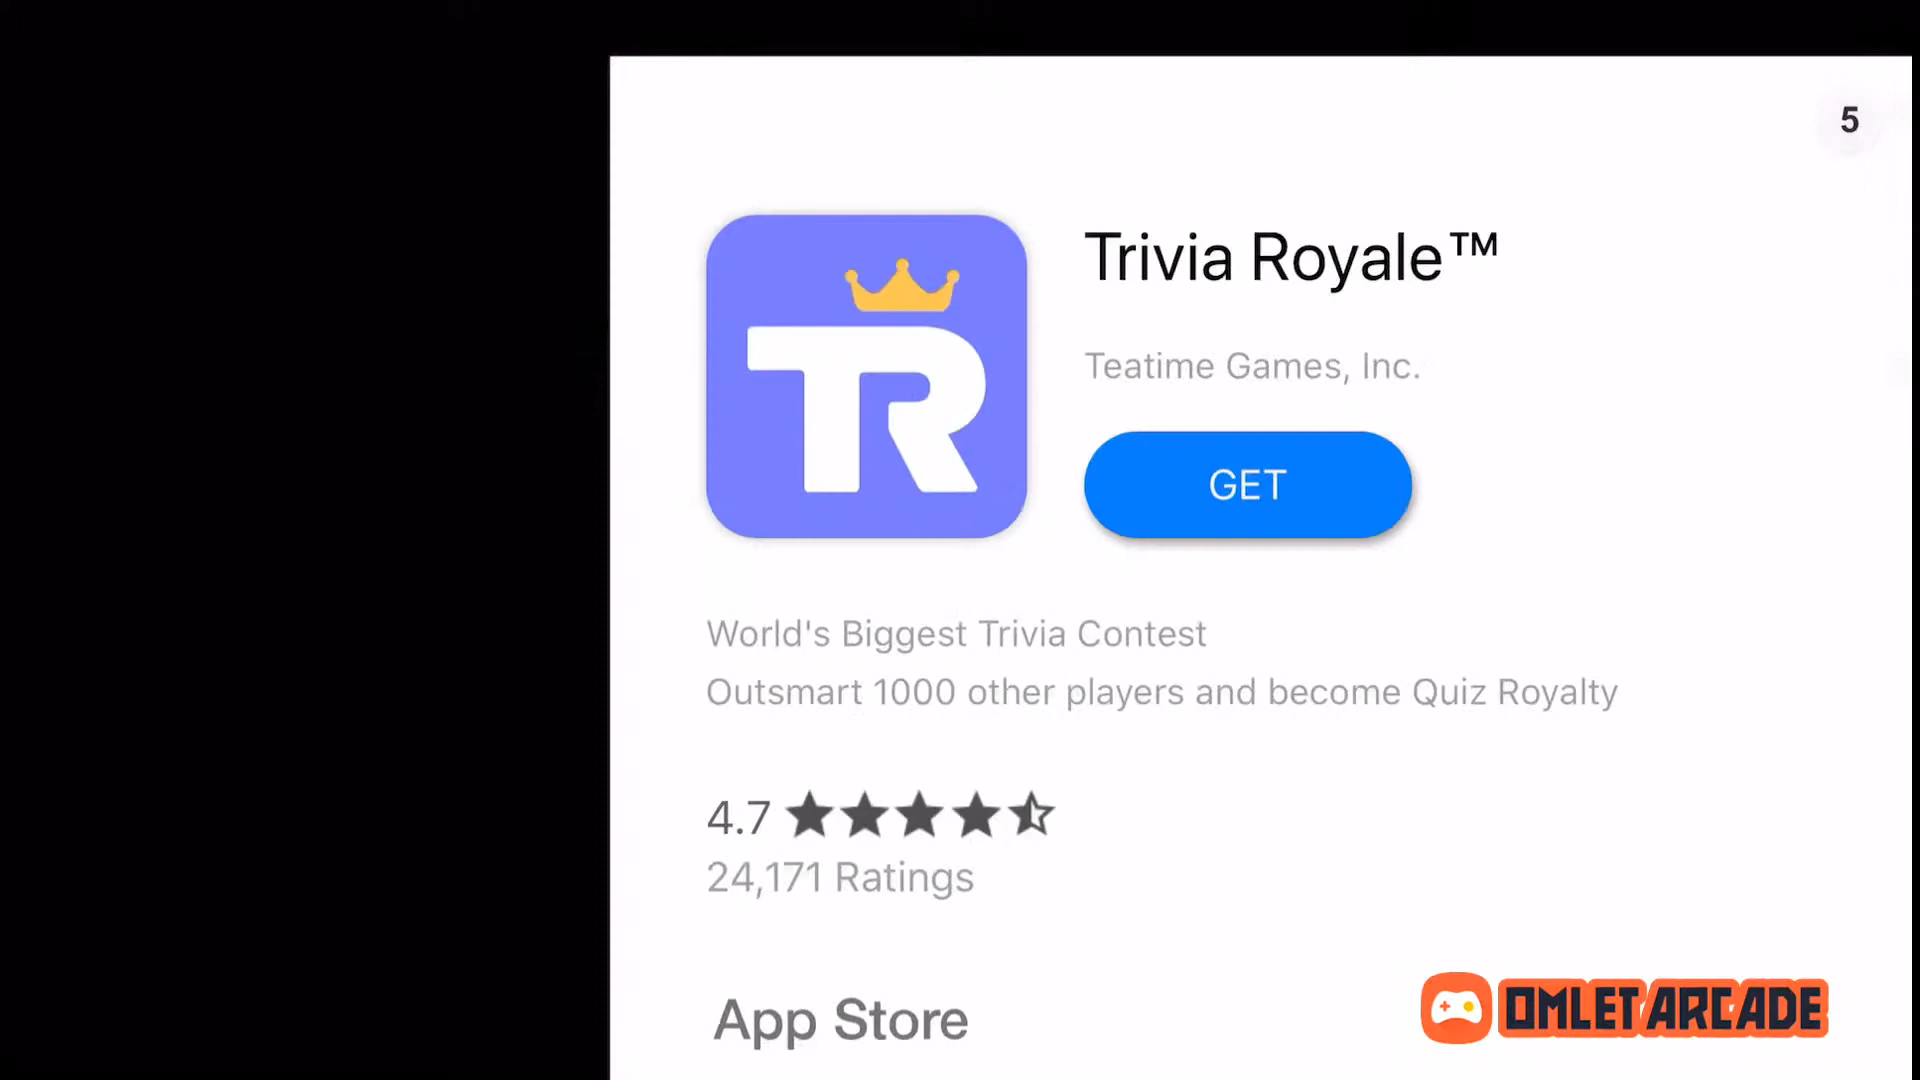 5
TR
Trivia Royale™
Teatime Games, Inc.
GET
World's Biggest Trivia Contest
Outsmart 1000 other players and become Quiz Royalty
4.7
24,171 Ratings
App Store
OMLET ARCADE